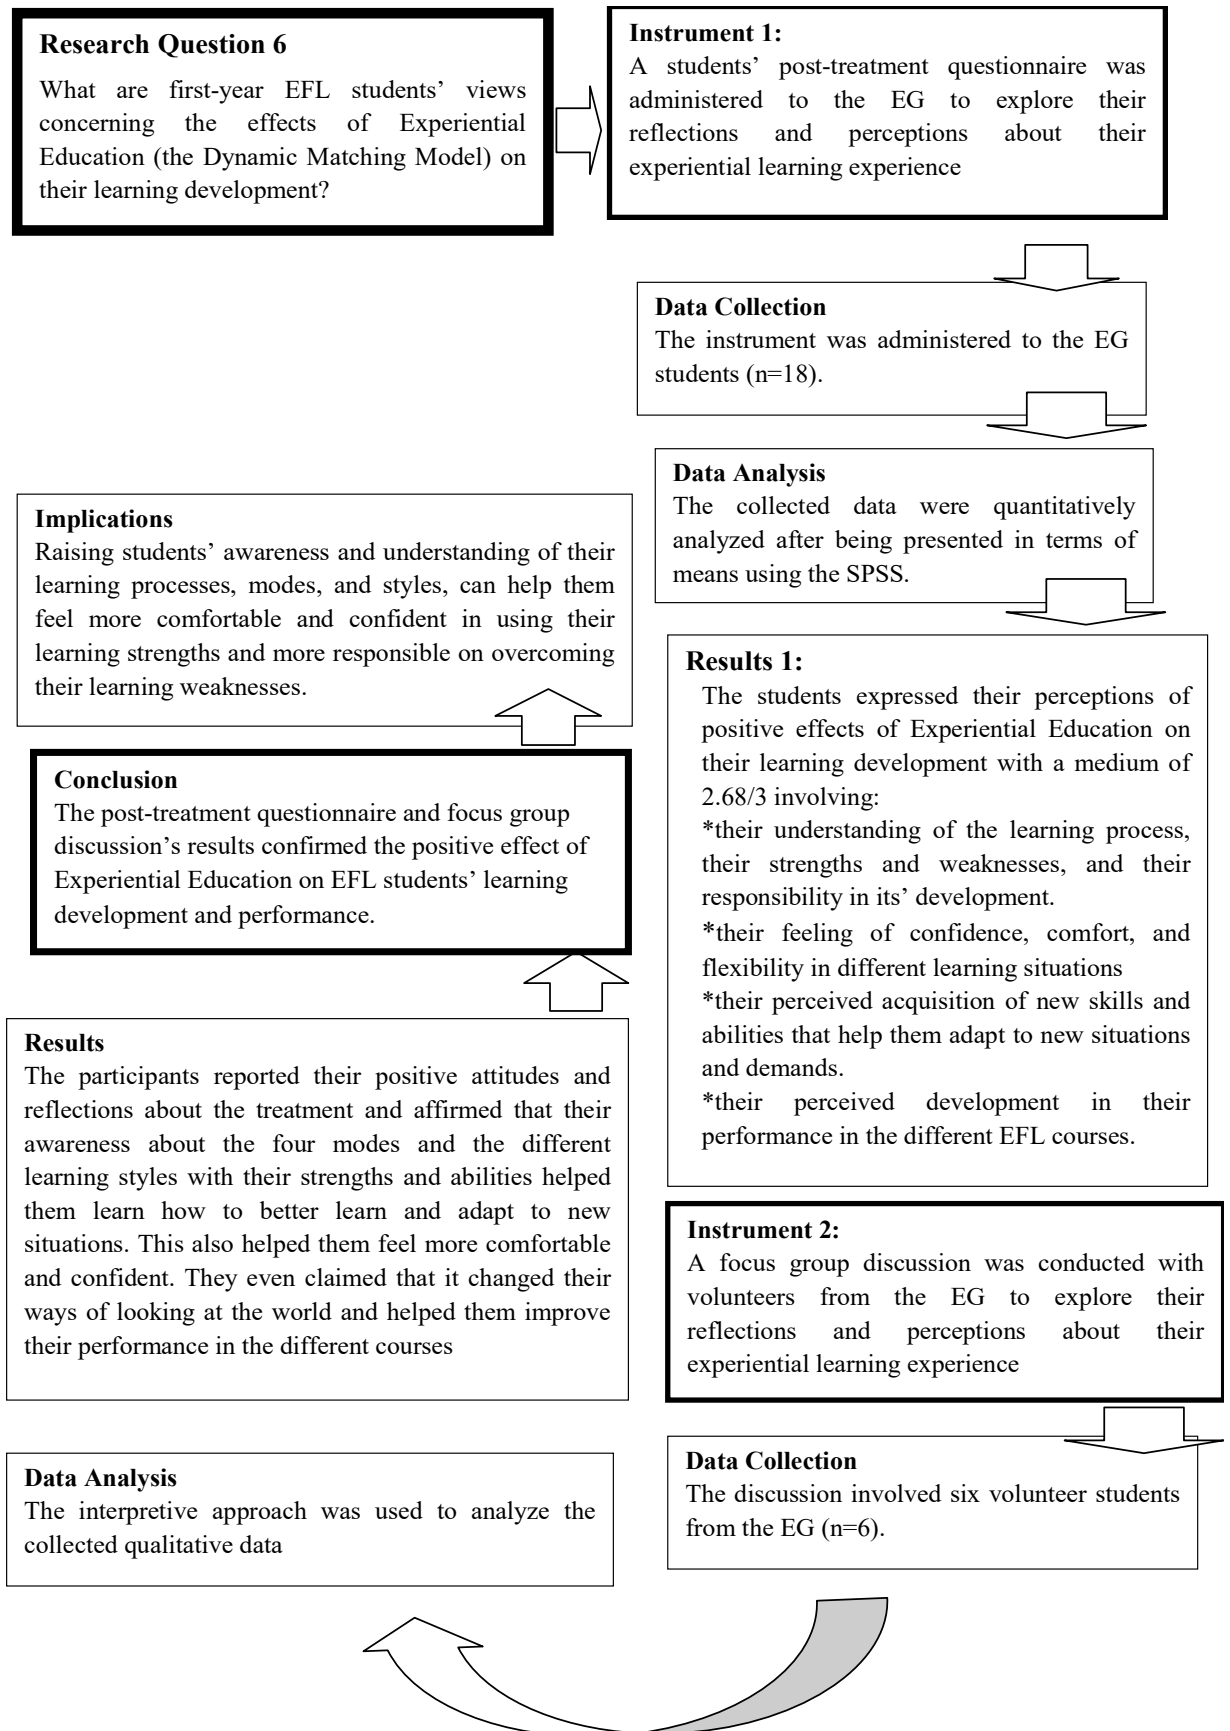 Research Question 6
What are first-year EFL students’ views
concerning the effects of Experiential
Education (the Dynamic Matching Model) on
their learning development?
Instrument 1:
A students’ post-treatment questionnaire was
administered to the EG to explore their
reflections and perceptions about their
experiential learning experience
Data Collection
The instrument was administered to the EG
students (n=18).
Data Analysis
The collected data were quantitatively
analyzed after being presented in terms of
means using the SPSS.
Results 1:
The students expressed their perceptions of
positive effects of Experiential Education on
their learning development with a medium of
2.68/3 involving:
*their understanding of the learning process,
their strengths and weaknesses, and their
responsibility in its’ development.
*their feeling of confidence, comfort, and
flexibility in different learning situations
*their perceived acquisition of new skills and
abilities that help them adapt to new situations
and demands.
*their perceived development in their
performance in the different EFL courses.
Instrument 2:
A focus group discussion was conducted with
volunteers from the EG to explore their
reflections and perceptions about their
experiential learning experience
Data Collection
The discussion involved six volunteer students
from the EG (n=6).
Data Analysis
The interpretive approach was used to analyze the
collected qualitative data
Results
The participants reported their positive attitudes and
reflections about the treatment and affirmed that their
awareness about the four modes and the different
learning styles with their strengths and abilities helped
them learn how to better learn and adapt to new
situations. This also helped them feel more comfortable
and confident. They even claimed that it changed their
ways of looking at the world and helped them improve
their performance in the different courses
Conclusion
The post-treatment questionnaire and focus group
discussion’s results confirmed the positive effect of
Experiential Education on EFL students’ learning
development and performance.
Implications
Raising students’ awareness and understanding of their
learning processes, modes, and styles, can help them
feel more comfortable and confident in using their
learning strengths and more responsible on overcoming
their learning weaknesses.